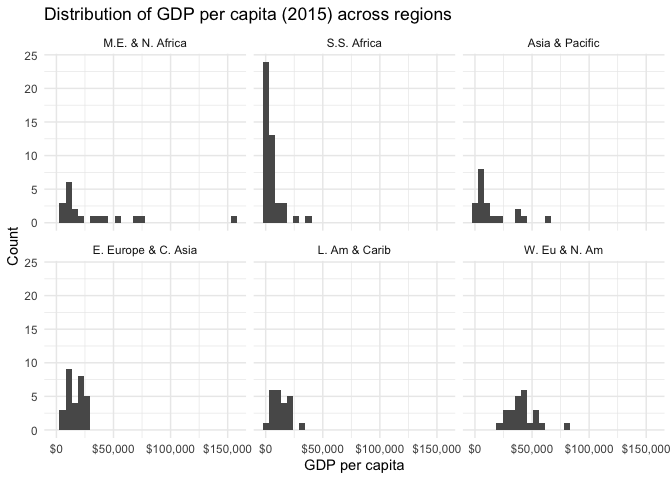 Distribution of GDP per capita (2015) across regions
M.E. & N. Africa
S.S. Africa
Asia & Pacific
25
20
15
10
5
0
Count
E. Europe & C. Asia
L. Am & Carib
W. Eu & N. Am
25
20
15
10
5
0
$0 $50,000 $100,000 $150,000
$0 $50,000 $100,000 $150,000
$0 $50,000 $100,000 $150,000
GDP per capita